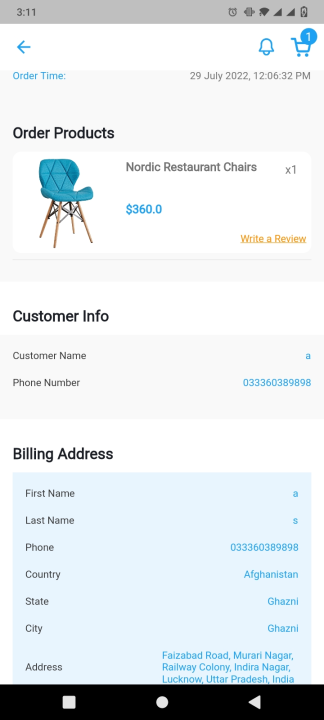 3:11
1
Order Time: 29 July 2022, 12:06:32 PM
Order Products
Nordic Restaurant Chairs x1
$360.0
Write a Review
Customer Info
Customer Name a
Phone Number 033360389898
Billing Address
First Name a
Last Name s
Phone 033360389898
Country Afghanistan
State Ghazni
City Ghazni
Address Faizabad Road, Murari Nagar,
Railway Colony, Indira Nagar,
Lucknow, Uttar Pradesh, India